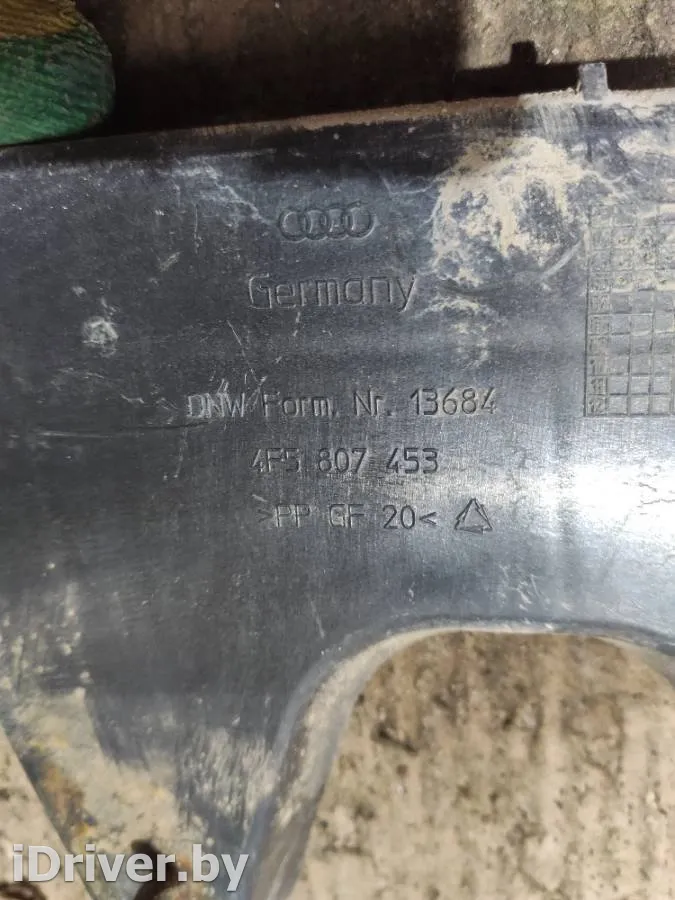 Germany
DNW Form. Nr. 13684
4F5 807 453
>PP GF 20<
iDriver.by